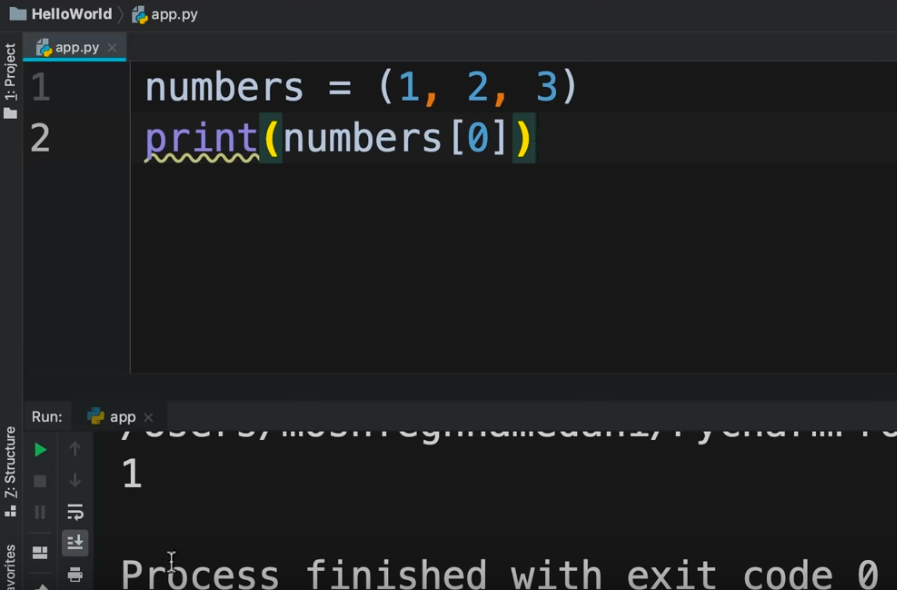 HelloWorld app.py
1: Project
app.py
1 numbers = (1, 2, 3)
2 print(numbers[0])
Run: app
Z: Structure
1
Process finished with exit code 0